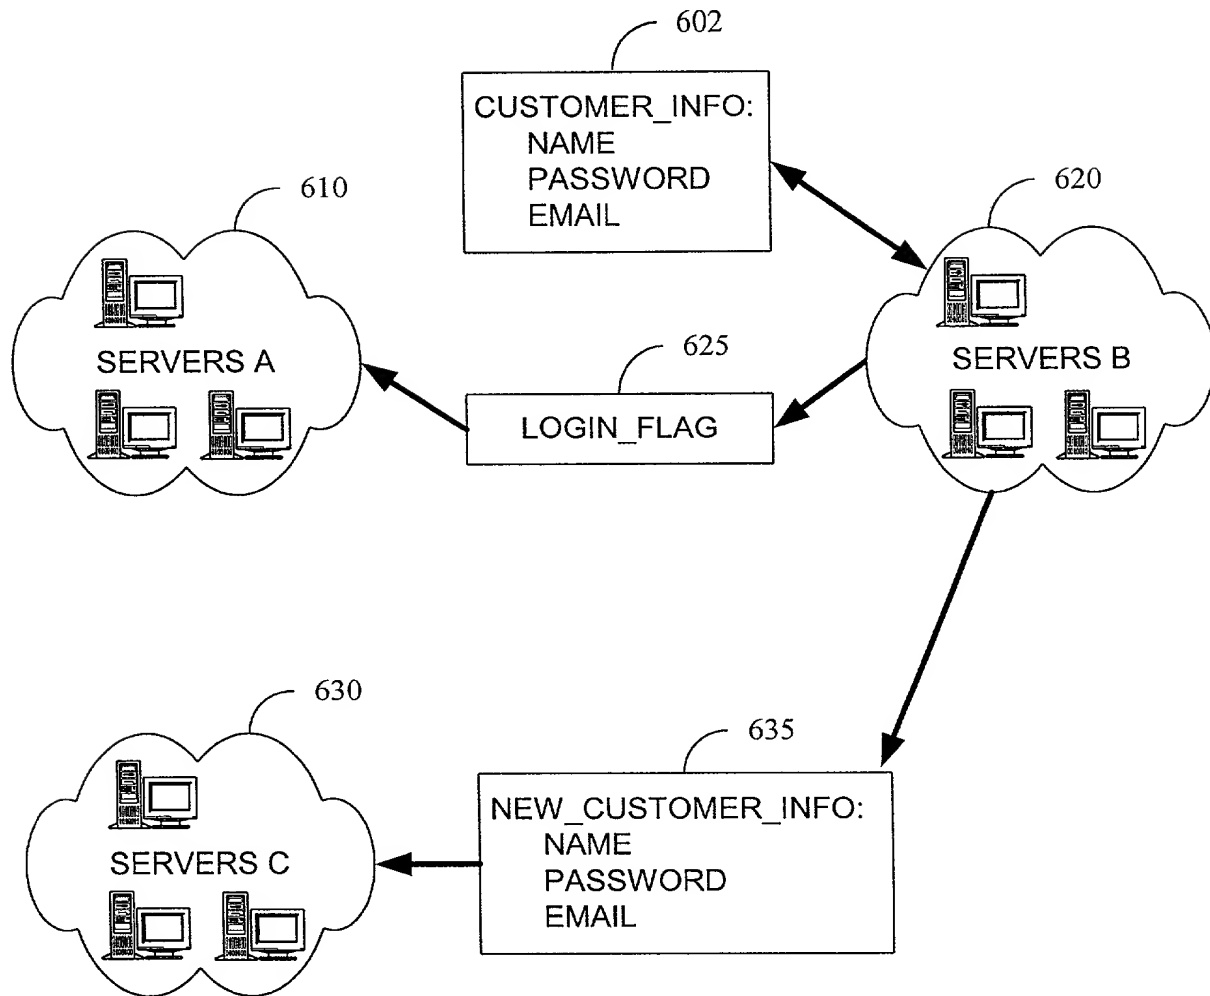 602
CUSTOMER_INFO:
NAME
PASSWORD
EMAIL
610
620
SERVERS A
625
SERVERS B
LOGIN_FLAG
630
635
SERVERS C
NEW_CUSTOMER_INFO:
NAME
PASSWORD
EMAIL